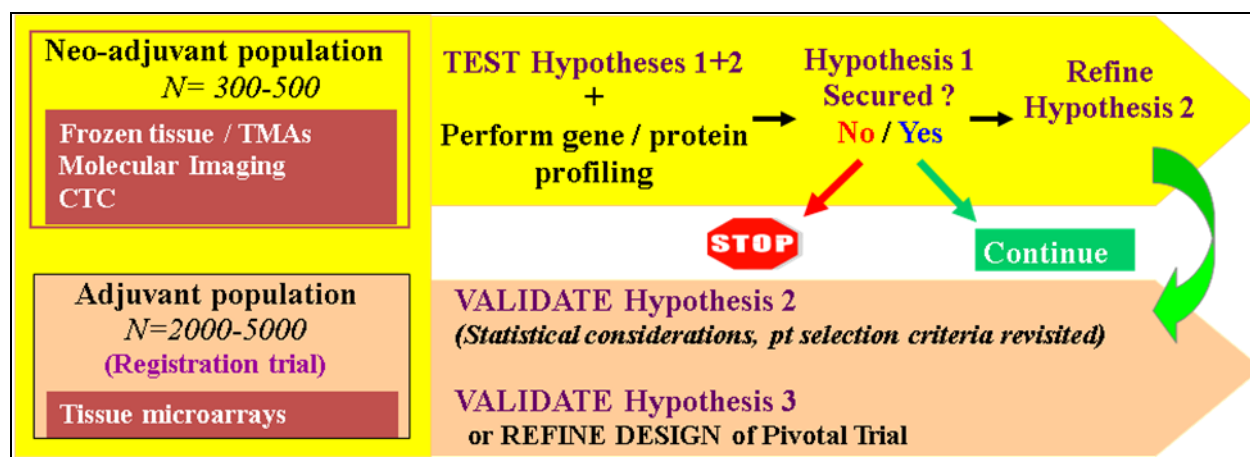 Neo-adjuvant population
N= 300-500
Frozen tissue / TMAs
Molecular Imaging
CTC
TEST Hypotheses 1+2
+
Perform gene / protein
profiling
Hypothesis 1
Secured ?
No / Yes
Refine
Hypothesis 2
STOP
Continue
Adjuvant population
N=2000-5000
(Registration trial)
Tissue microarrays
VALIDATE Hypothesis 2
(Statistical considerations, pt selection criteria revisited)
VALIDATE Hypothesis 3
or REFINE DESIGN of Pivotal Trial